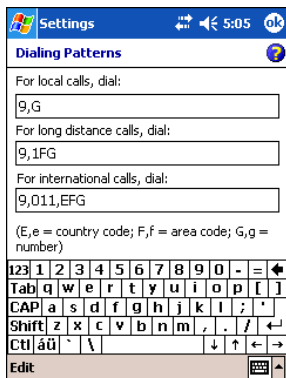 Settings 5:05 ok
Dialing Patterns ?
For local calls, dial:
9,G
For long distance calls, dial:
9,1FG
For international calls, dial:
9,011,EFG
(E,e = country code; F,f = area code; G,g =
number)
123 1 2 3 4 5 6 7 8 9 0 - =
Tab q w e r t y u i o p [ ]
CAP a s d f g h j k l ; '
Shift z x c v b n m , . /
Ctl áü ` \
Edit